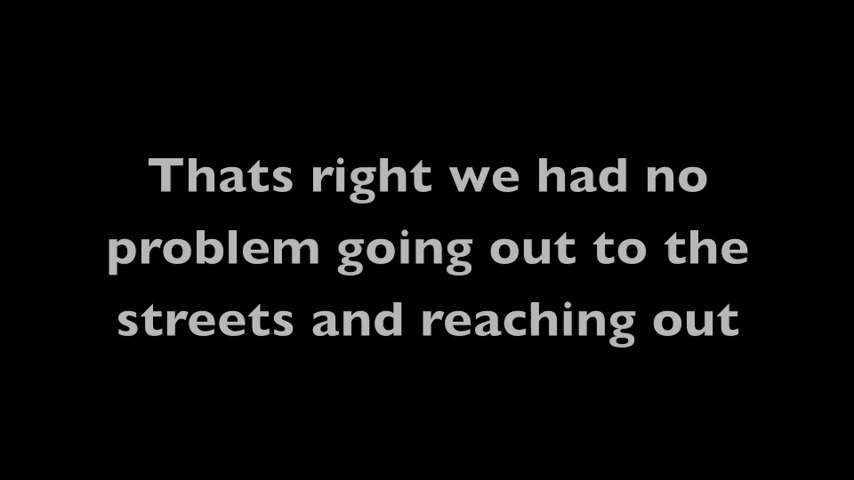 Thats right we had no
problem going out to the
streets and reaching out